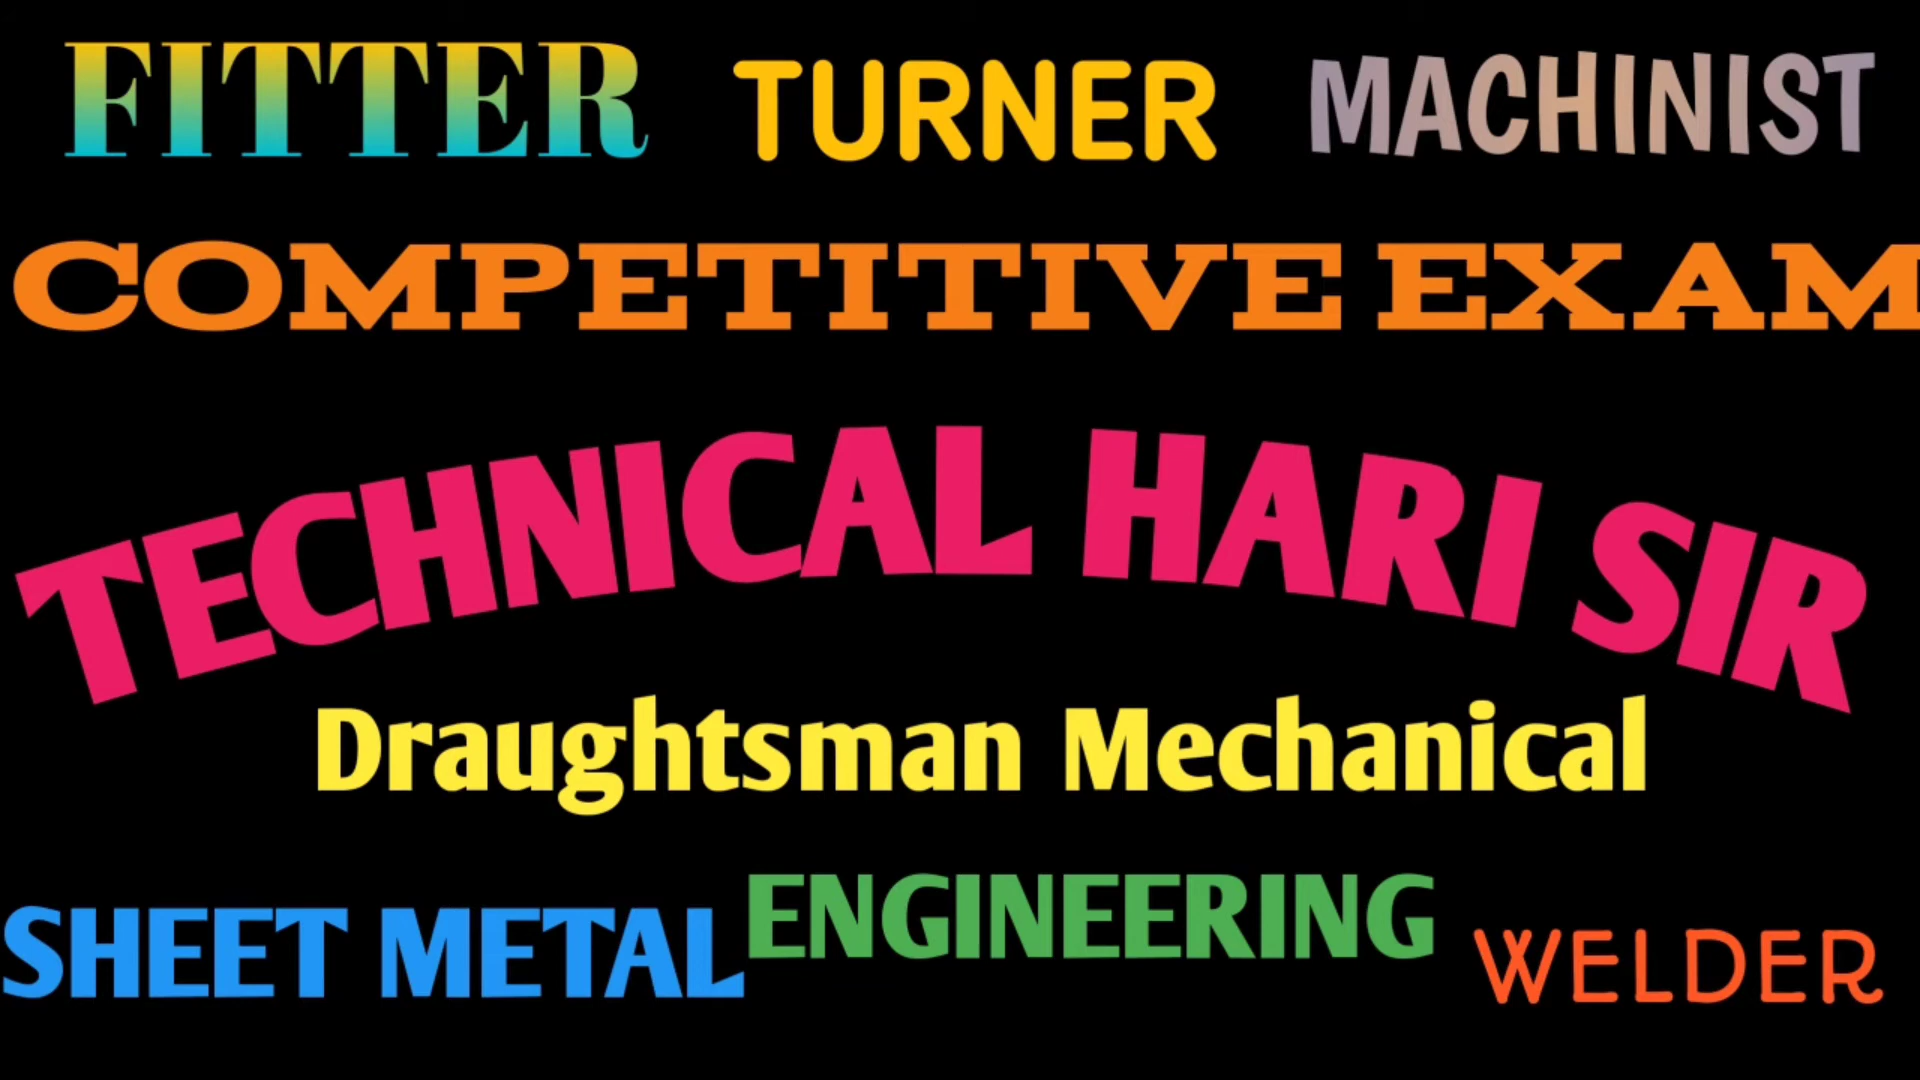 FITTER TURNER MACHINIST
COMPETITIVE EXAM
TECHNICAL HARI SIR
Draughtsman Mechanical
SHEET METAL ENGINEERING WELDER